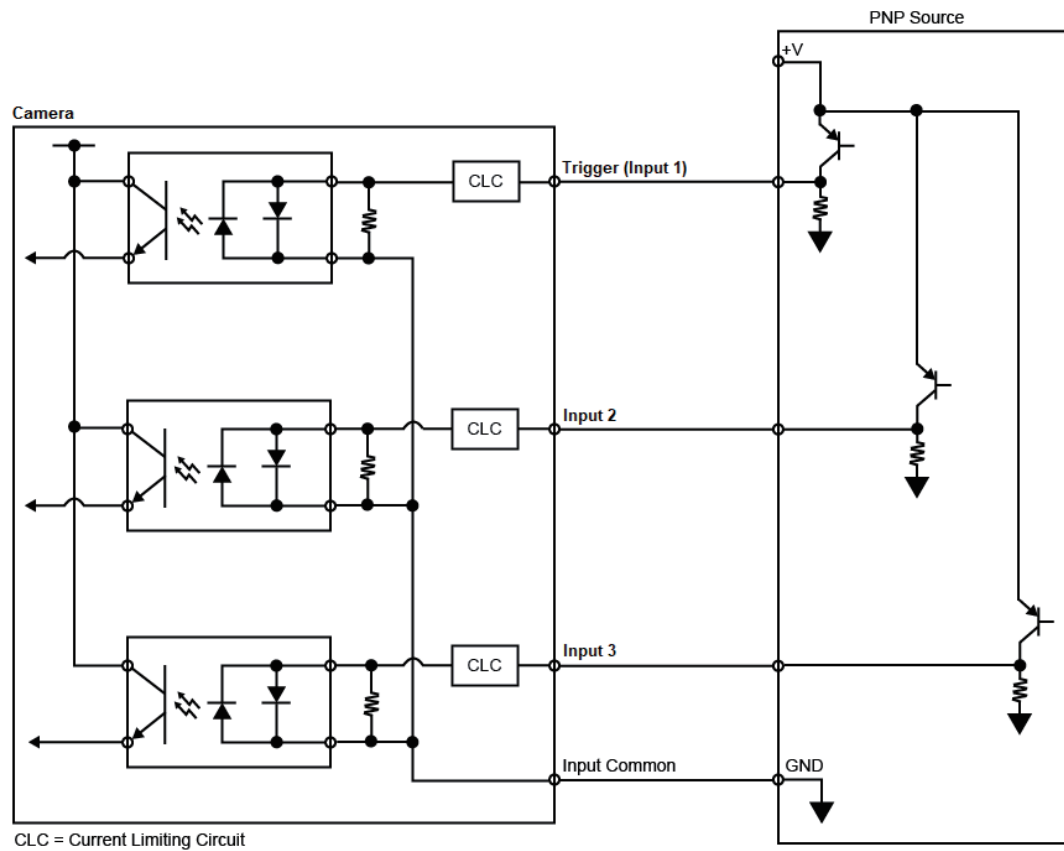 PNP Source
+V
Camera
CLC
Trigger (Input 1)
CLC
Input 2
CLC
Input 3
Input Common
GND
CLC = Current Limiting Circuit